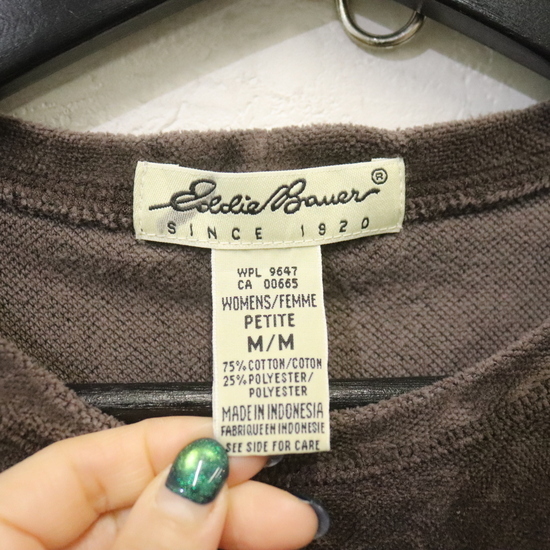 Eddie Bauer®
SINCE 1920
WPL 9647
CA 00665
WOMENS/FEMME
PETITE
M/M
75% COTTON/COTON
25% POLYESTER/
POLYESTER
MADE IN INDONESIA
FABRIQUE EN INDONESIE
SEE SIDE FOR CARE